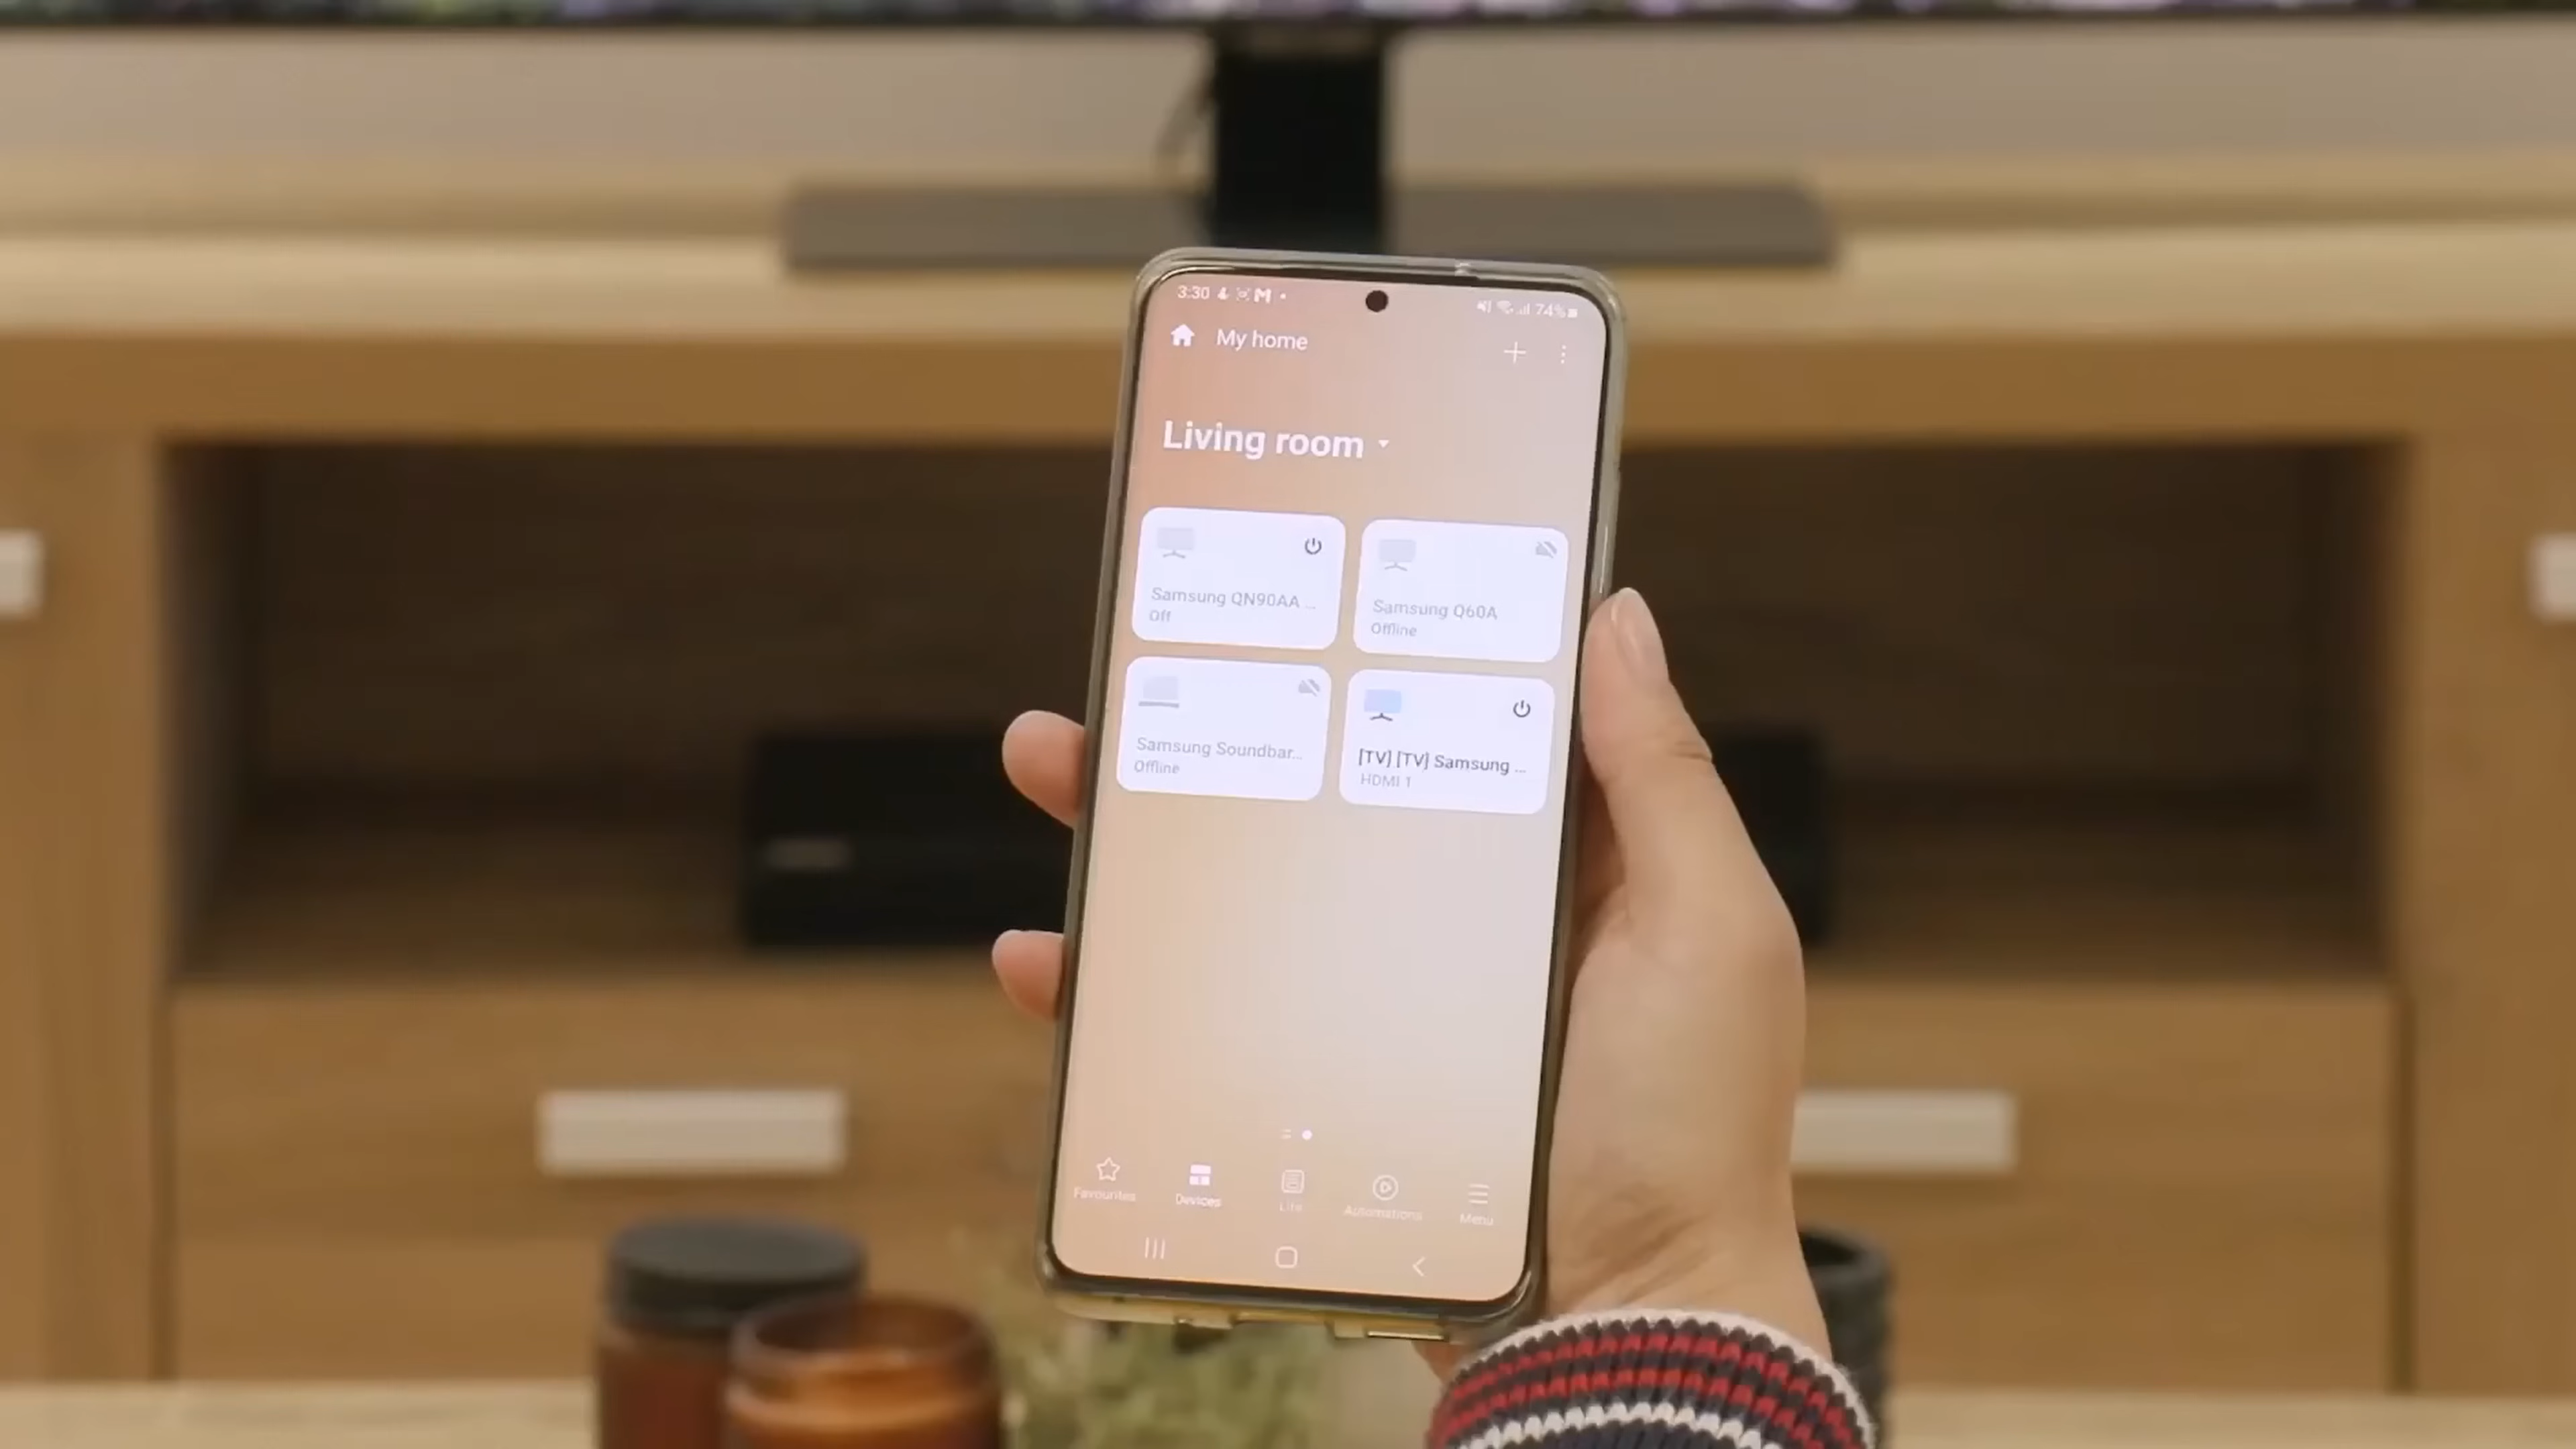 3:30
74%
My home
Living room
Samsung QN90AA ...
Off
Samsung Q60A
Offline
Samsung Soundbar...
Offline
[TV] [TV] Samsung ...
HDMI 1
Favourites
Devices
Life
Automations
Menu